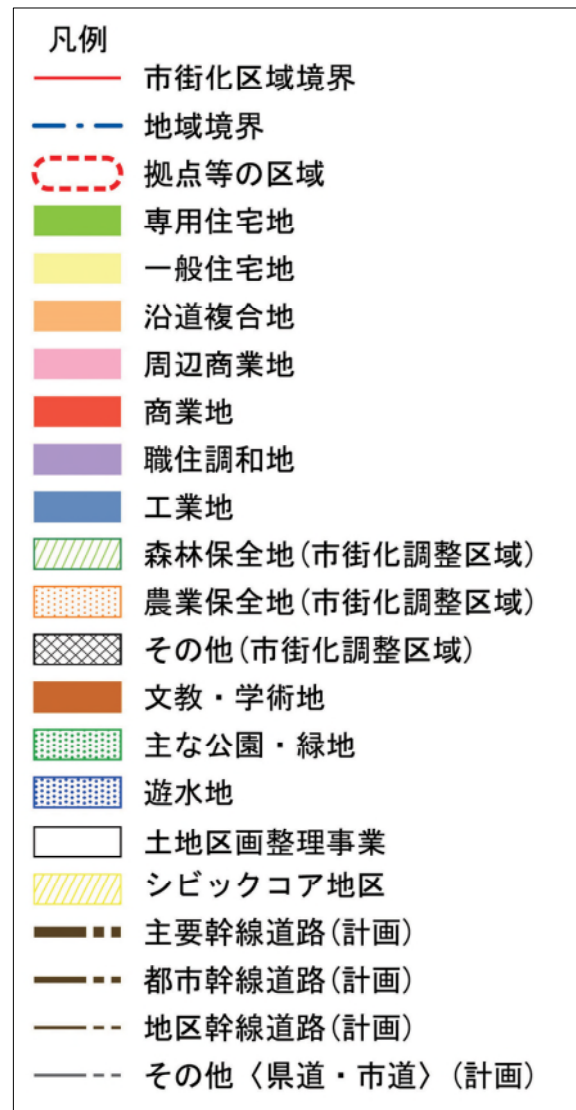 凡例
市街化区域境界
地域境界
拠点等の区域
専用住宅地
一般住宅地
沿道複合地
周辺商業地
商業地
職住調和地
工業地
森林保全地(市街化調整区域)
農業保全地(市街化調整区域)
その他(市街化調整区域)
文教・学術地
主な公園・緑地
遊水地
土地区画整理事業
シビックコア地区
主要幹線道路(計画)
都市幹線道路(計画)
地区幹線道路(計画)
その他〈県道・市道〉(計画)